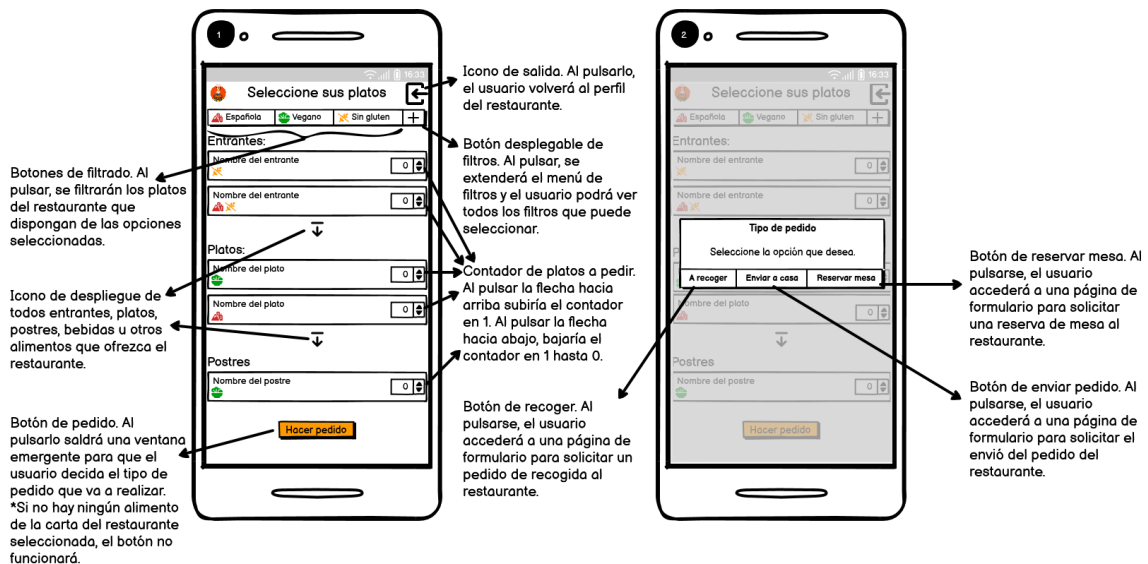 1
16:33
Seleccione sus platos
Española
Vegano
Sin gluten
Entrantes:
Nombre del entrante
0
Nombre del entrante
0
Platos:
Nombre del plato
0
Nombre del plato
0
Postres
Nombre del postre
0
Hacer pedido
Botones de filtrado. Al
pulsar, se filtrarán los platos
del restaurante que
dispongan de las opciones
seleccionadas.
Icono de despliegue de
todos entrantes, platos,
postres, bebidas u otros
alimentos que ofrezca el
restaurante.
Botón de pedido. Al
pulsarlo saldrá una ventana
emergente para que el
usuario decida el tipo de
pedido que va a realizar.
*Si no hay ningún alimento
de la carta del restaurante
seleccionada, el botón no
funcionará.
Icono de salida. Al pulsarlo,
el usuario volverá al perfil
del restaurante.
Botón desplegable de
filtros. Al pulsar, se
extenderá el menú de
filtros y el usuario podrá ver
todos los filtros que puede
seleccionar.
Contador de platos a pedir.
Al pulsar la flecha hacia
arriba subiría el contador
en 1. Al pulsar la flecha
hacia abajo, bajaría el
contador en 1 hasta 0.
Botón de recoger. Al
pulsarse, el usuario
accederá a una página de
formulario para solicitar un
pedido de recogida al
restaurante.
2
16:33
Seleccione sus platos
Española
Vegano
Sin gluten
Entrantes:
Nombre del entrante
0
Nombre del entrante
0
Tipo de pedido
Seleccione la opción que desea.
A recoger
Enviar a casa
Reservar mesa
P
Nombre del plato
0
Postres
Nombre del postre
0
Hacer pedido
Botón de reservar mesa. Al
pulsarse, el usuario
accederá a una página de
formulario para solicitar
una reserva de mesa al
restaurante.
Botón de enviar pedido. Al
pulsarse, el usuario
accederá a una página de
formulario para solicitar el
envió del pedido del
restaurante.